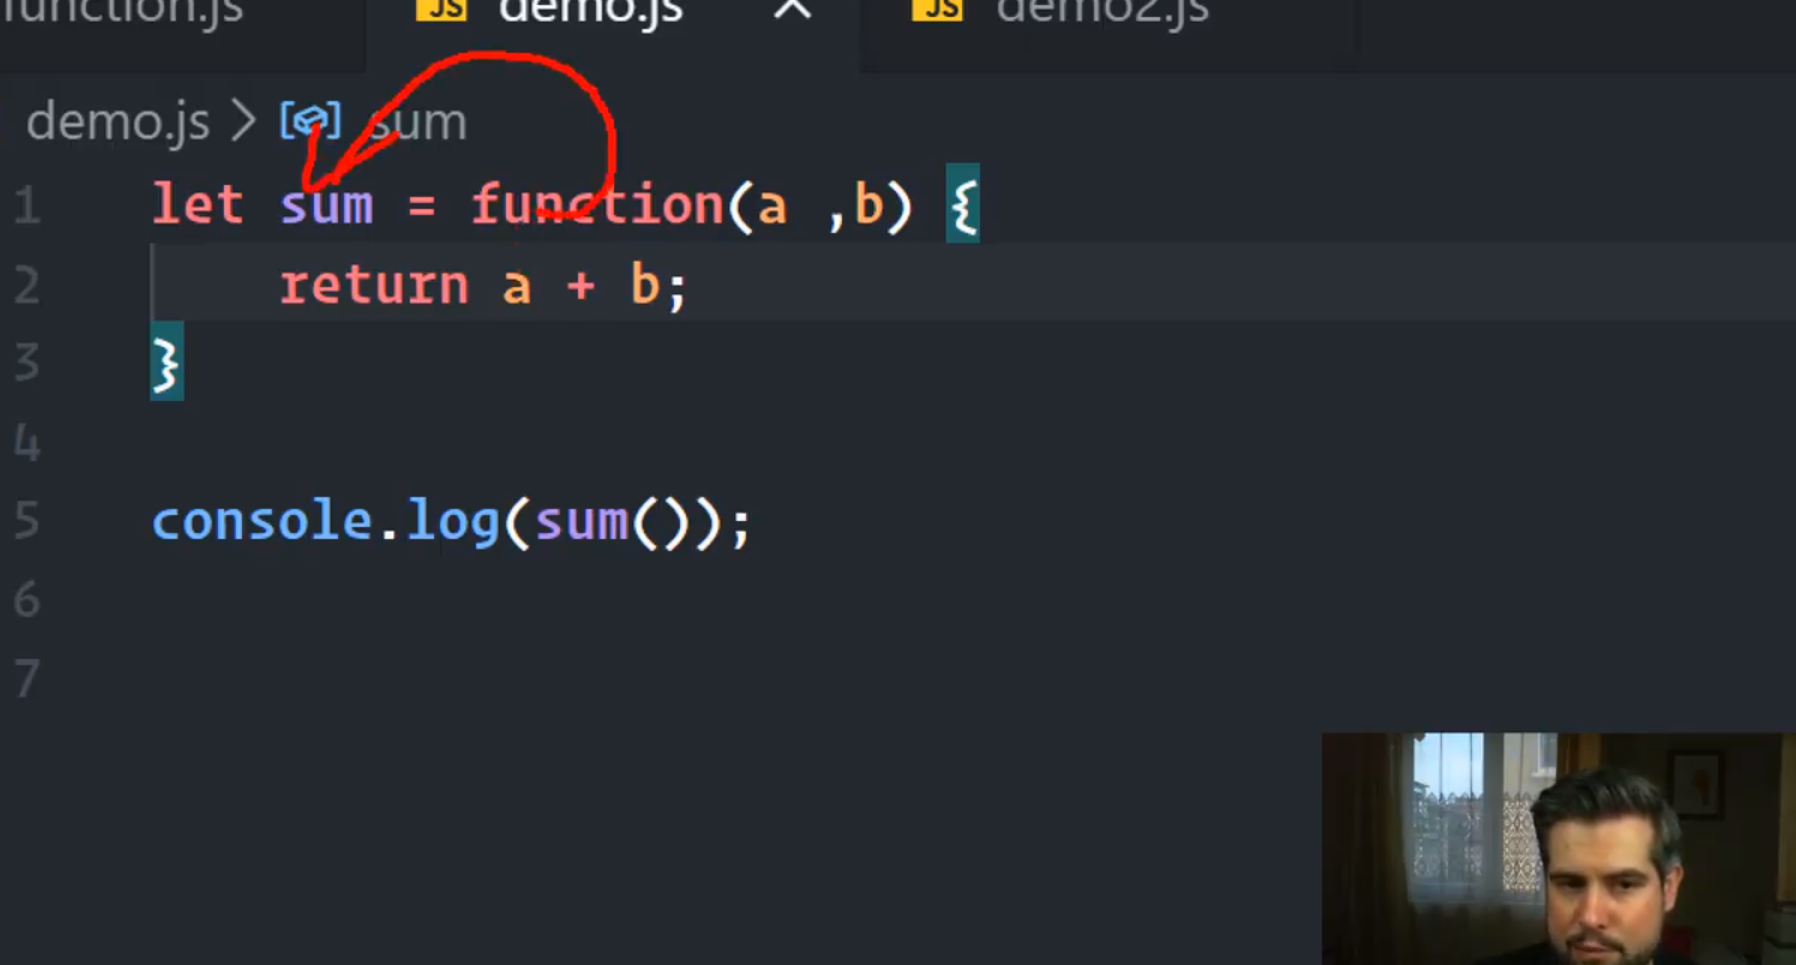 function.js JS demo.js JS demo2.js
demo.js > sum
1 let sum = function(a ,b) {
2 return a + b;
3 }
4
5 console.log(sum());
6
7